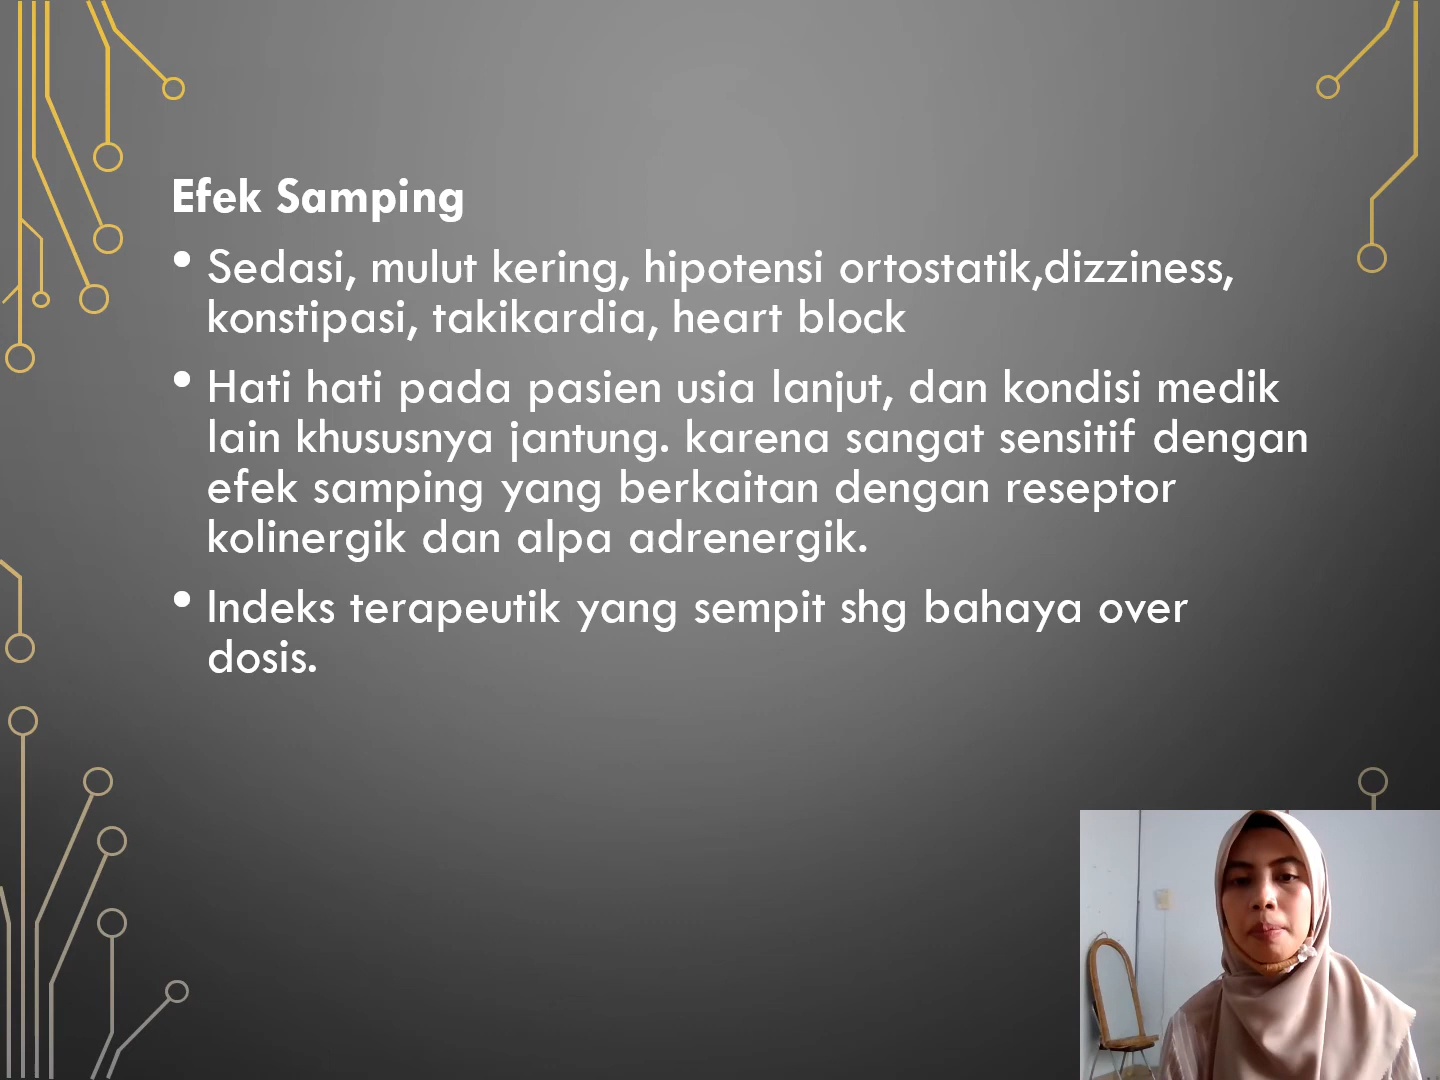 Efek Samping
• Sedasi, mulut kering, hipotensi ortostatik,dizziness,
konstipasi, takikardia, heart block
• Hati hati pada pasien usia lanjut, dan kondisi medik
lain khususnya jantung. karena sangat sensitif dengan
efek samping yang berkaitan dengan reseptor
kolinergik dan alpa adrenergik.
• Indeks terapeutik yang sempit shg bahaya over
dosis.